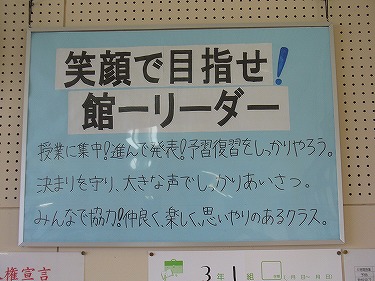 笑顔で目指せ!
館一リーダー
授業に集中!進んで発表!予習復習をしっかりやろう。
決まりを守り、大きな声でしっかりあいさつ。
みんなで協力!仲良く、楽しく、思いやりのあるクラス。
権宣言
3年1組